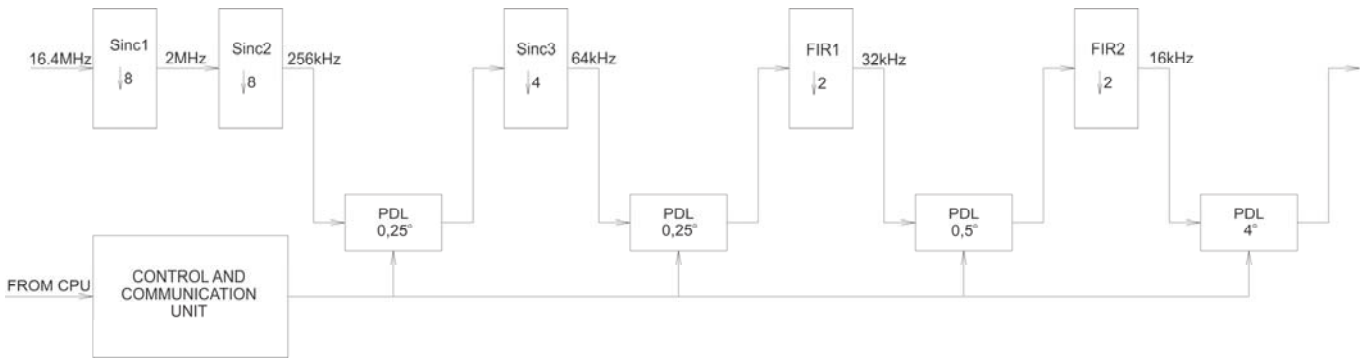 16.4MHz
Sinc1
↓8
2MHz
Sinc2
↓8
256kHz
Sinc3
↓4
64kHz
FIR1
↓2
32kHz
FIR2
↓2
16kHz
PDL
0,25°
PDL
0,25°
PDL
0,5°
PDL
4°
FROM CPU
CONTROL AND
COMMUNICATION
UNIT